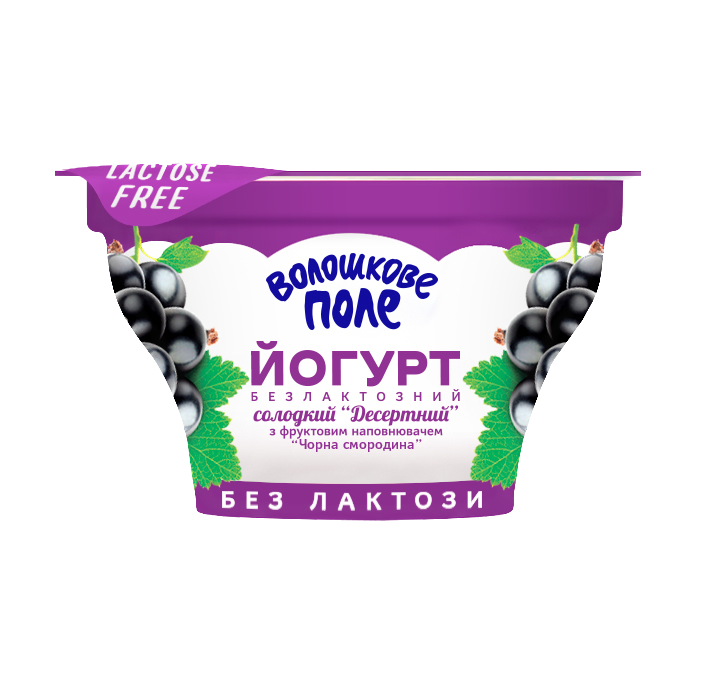 LACTOSE
FREE
ВОЛОШКОВЕ
ПОЛЕ
ЙОГУРТ
БЕЗЛАКТОЗНИЙ
солодкий “Десертний”
з фруктовим наповнювачем
“Чорна смородина”
БЕЗ ЛАКТОЗИ